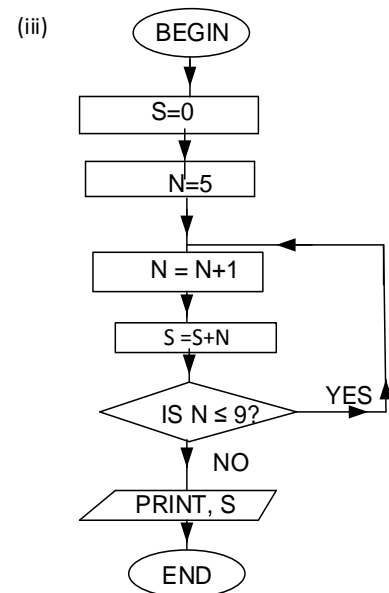 (iii)
BEGIN
S=0
N=5
N = N+1
S =S+N
IS N ≤ 9?
YES
NO
PRINT, S
END